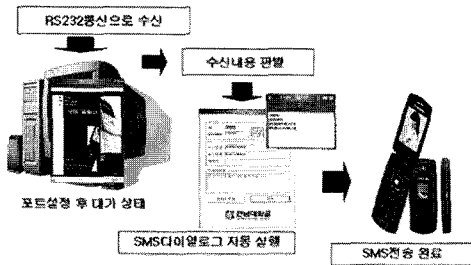 RS232통신으로 수신
수신내용 판별
포트설정 후 대기 상태
SMS다이얼로그 자동 실행
SMS전송 완료